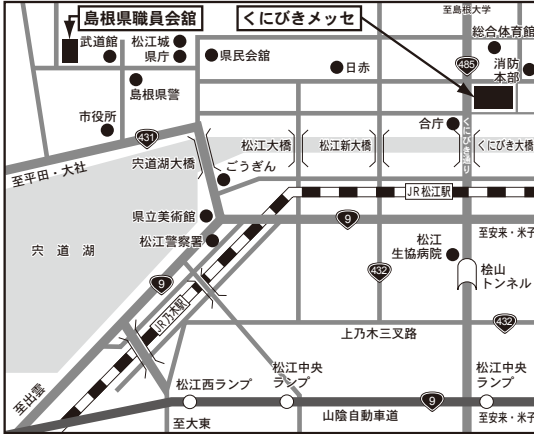 島根県職員会館
くにびきメッセ
至島根大学
武道館
松江城
県庁
県民会館
日赤
総合体育館
485
消防
本部
島根県警
市役所
431
合庁
くにびき通り
松江大橋
松江新大橋
くにびき大橋
宍道湖大橋
ごうぎん
至平田・大社
JR松江駅
県立美術館
9
至安来・米子
松江警察署
宍道湖
松江
生協病院
432
桧山
トンネル
9
JR乃木駅
432
上乃木三叉路
至出雲
松江西ランプ
松江中央
ランプ
松江中央
ランプ
9
山陰自動車道
至大東
至安来・米子